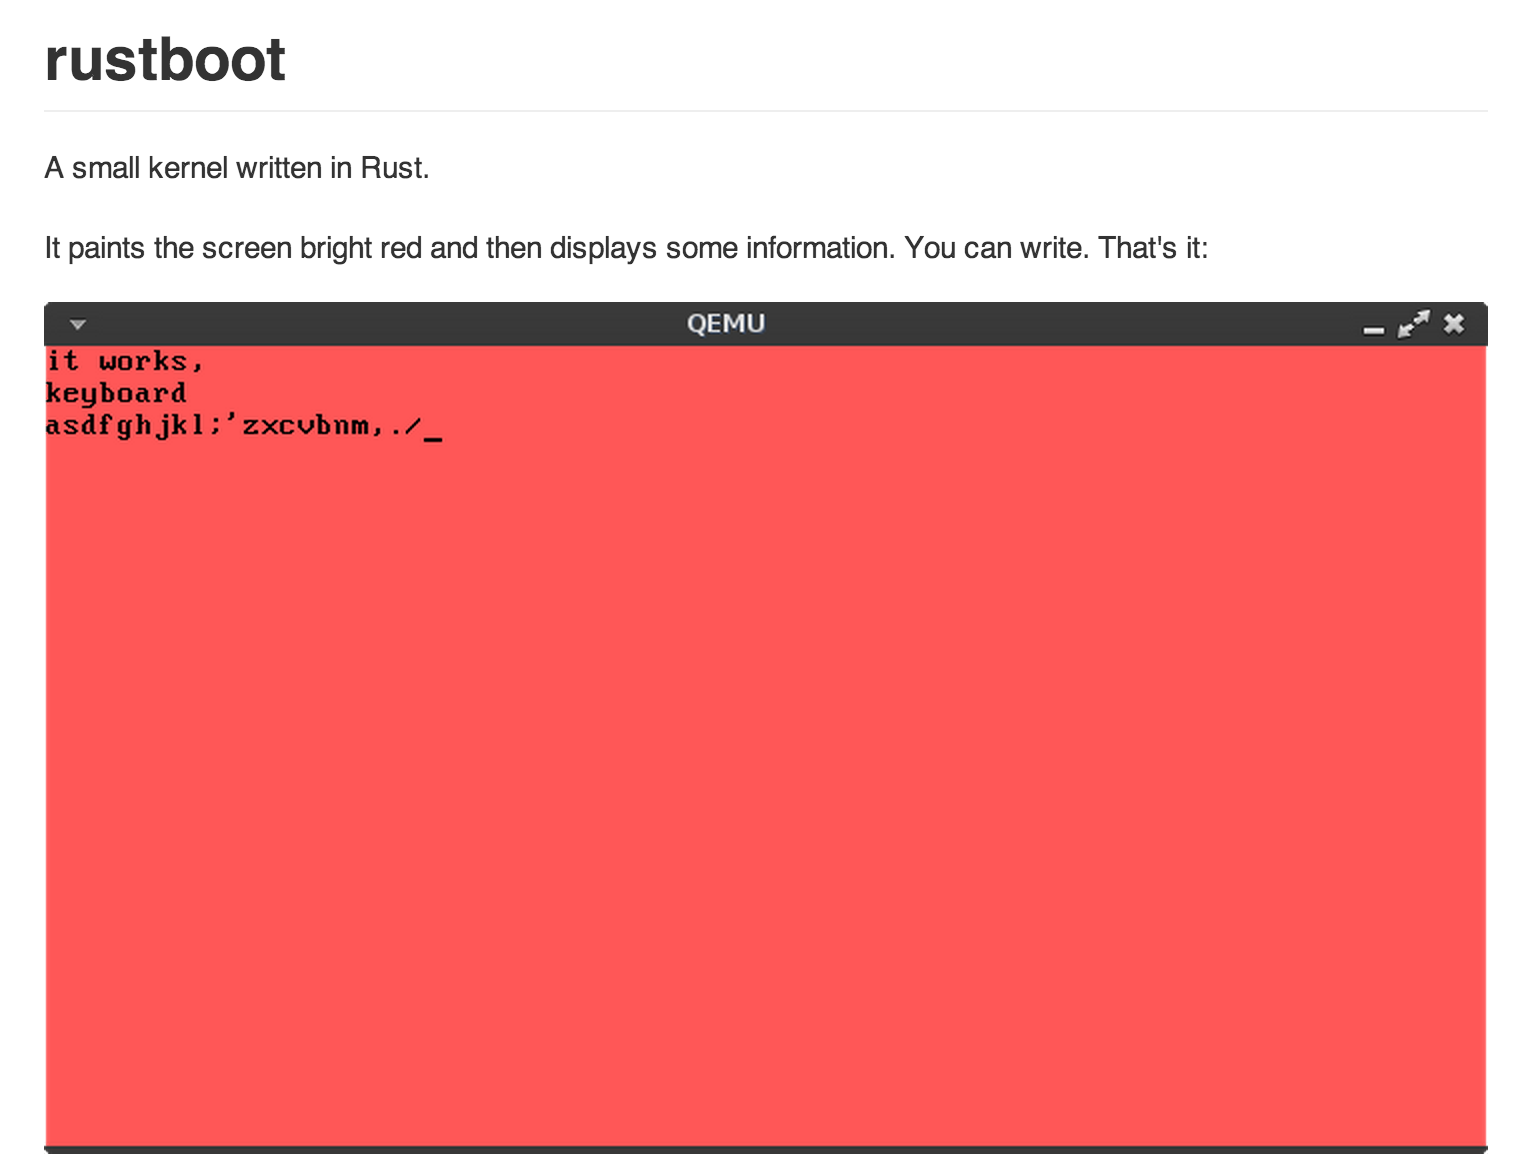 rustboot
A small kernel written in Rust.
It paints the screen bright red and then displays some information. You can write. That's it:
QEMU
it works,
keyboard
asdfghjkl;'zxcvbnm,./_